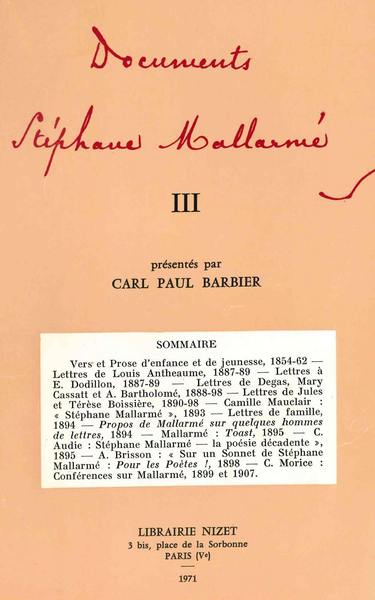 Documents
Stéphane Mallarmé
III
présentés par
CARL PAUL BARBIER
SOMMAIRE
Vers et Prose d'enfance et de jeunesse, 1854-62 —
Lettres de Louis Antheaume, 1887-89 — Lettres à
E. Dodillon, 1887-89 — Lettres de Degas, Mary
Cassatt et A. Bartholomé, 1888-98 — Lettres de Jules
et Térèse Boissière, 1890-98 — Camille Mauclair :
« Stéphane Mallarmé », 1893 — Lettres de famille,
1894 — Propos de Mallarmé sur quelques hommes
de lettres, 1894 — Mallarmé : Toast, 1895 — C.
Audie : Stéphane Mallarmé — la poésie décadente »,
1895 — A. Brisson : « Sur un Sonnet de Stéphane
Mallarmé : Pour les Poètes !, 1898 — C. Morice :
Conférences sur Mallarmé, 1899 et 1907.
LIBRAIRIE NIZET
3 bis, place de la Sorbonne
PARIS (Ve)
1971